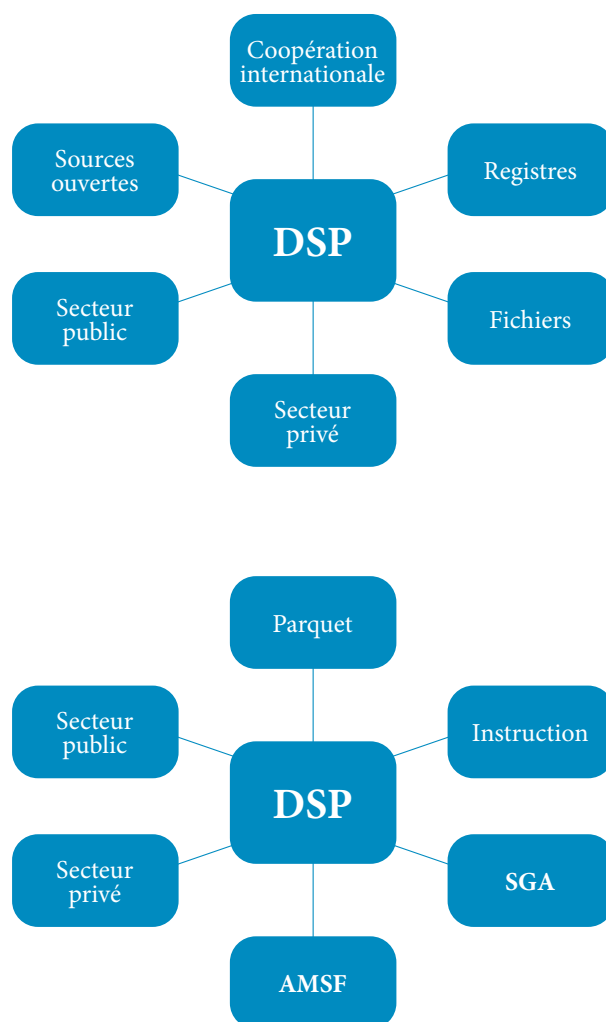 Coopération
internationale
Sources
ouvertes
Registres
DSP
Secteur
public
Fichiers
Secteur
privé
Parquet
Secteur
public
Instruction
DSP
Secteur
privé
SGA
AMSF